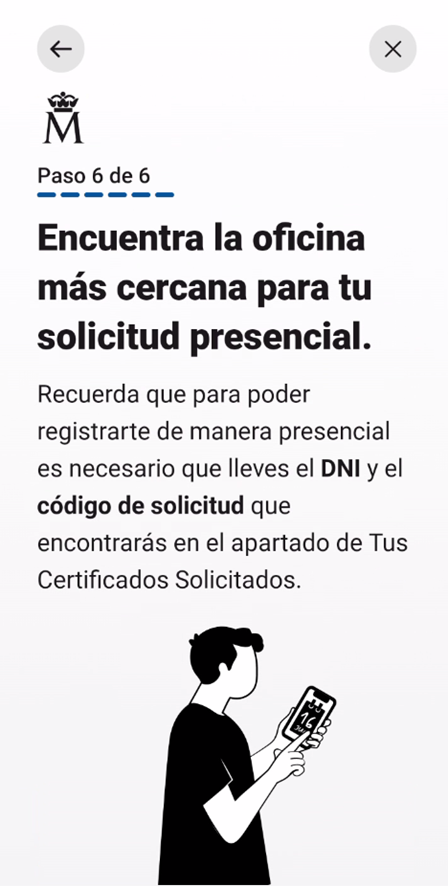 M
Paso 6 de 6
Encuentra la oficina
más cercana para tu
solicitud presencial.
Recuerda que para poder
registrarte de manera presencial
es necesario que lleves el DNI y el
código de solicitud que
encontrarás en el apartado de Tus
Certificados Solicitados.
16